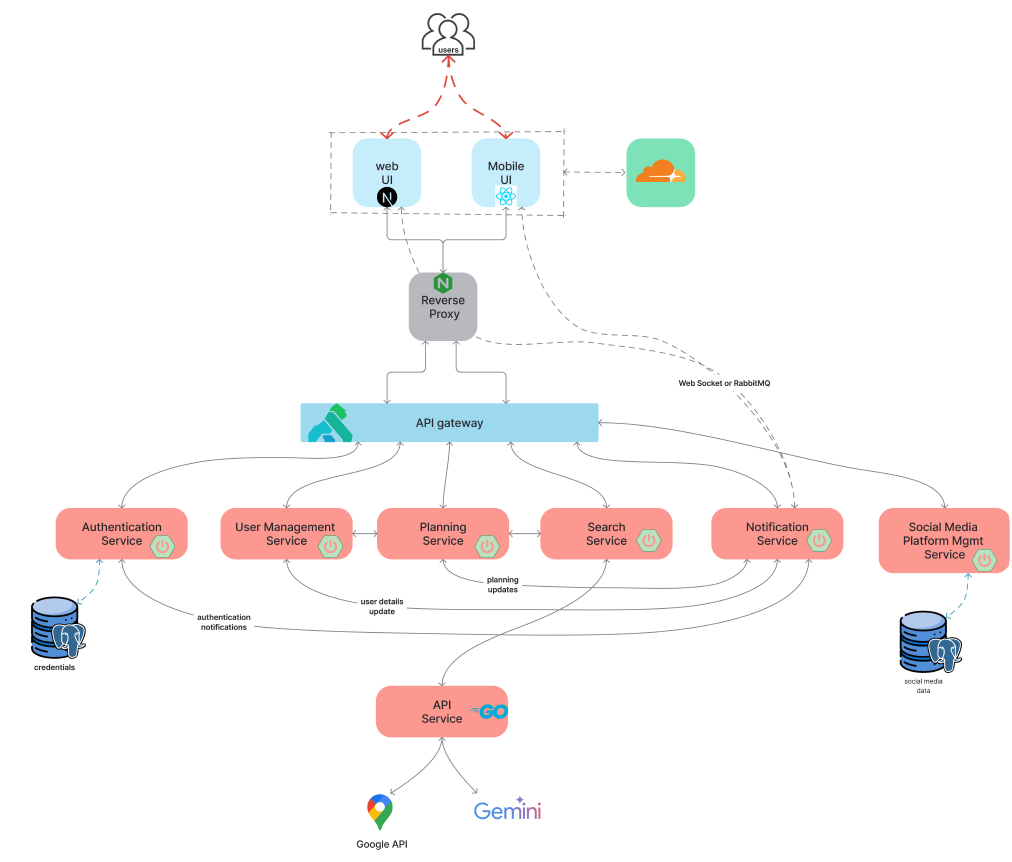 users
web
UI
N
Mobile
UI
N
Reverse
Proxy
Web Socket or RabbitMQ
API gateway
Authentication
Service
User Management
Service
Planning
Service
Search
Service
Notification
Service
Social Media
Platform Mgmt
Service
planning
updates
user details
update
authentication
notifications
credentials
social media
data
API
Service
GO
Gemini
Google API